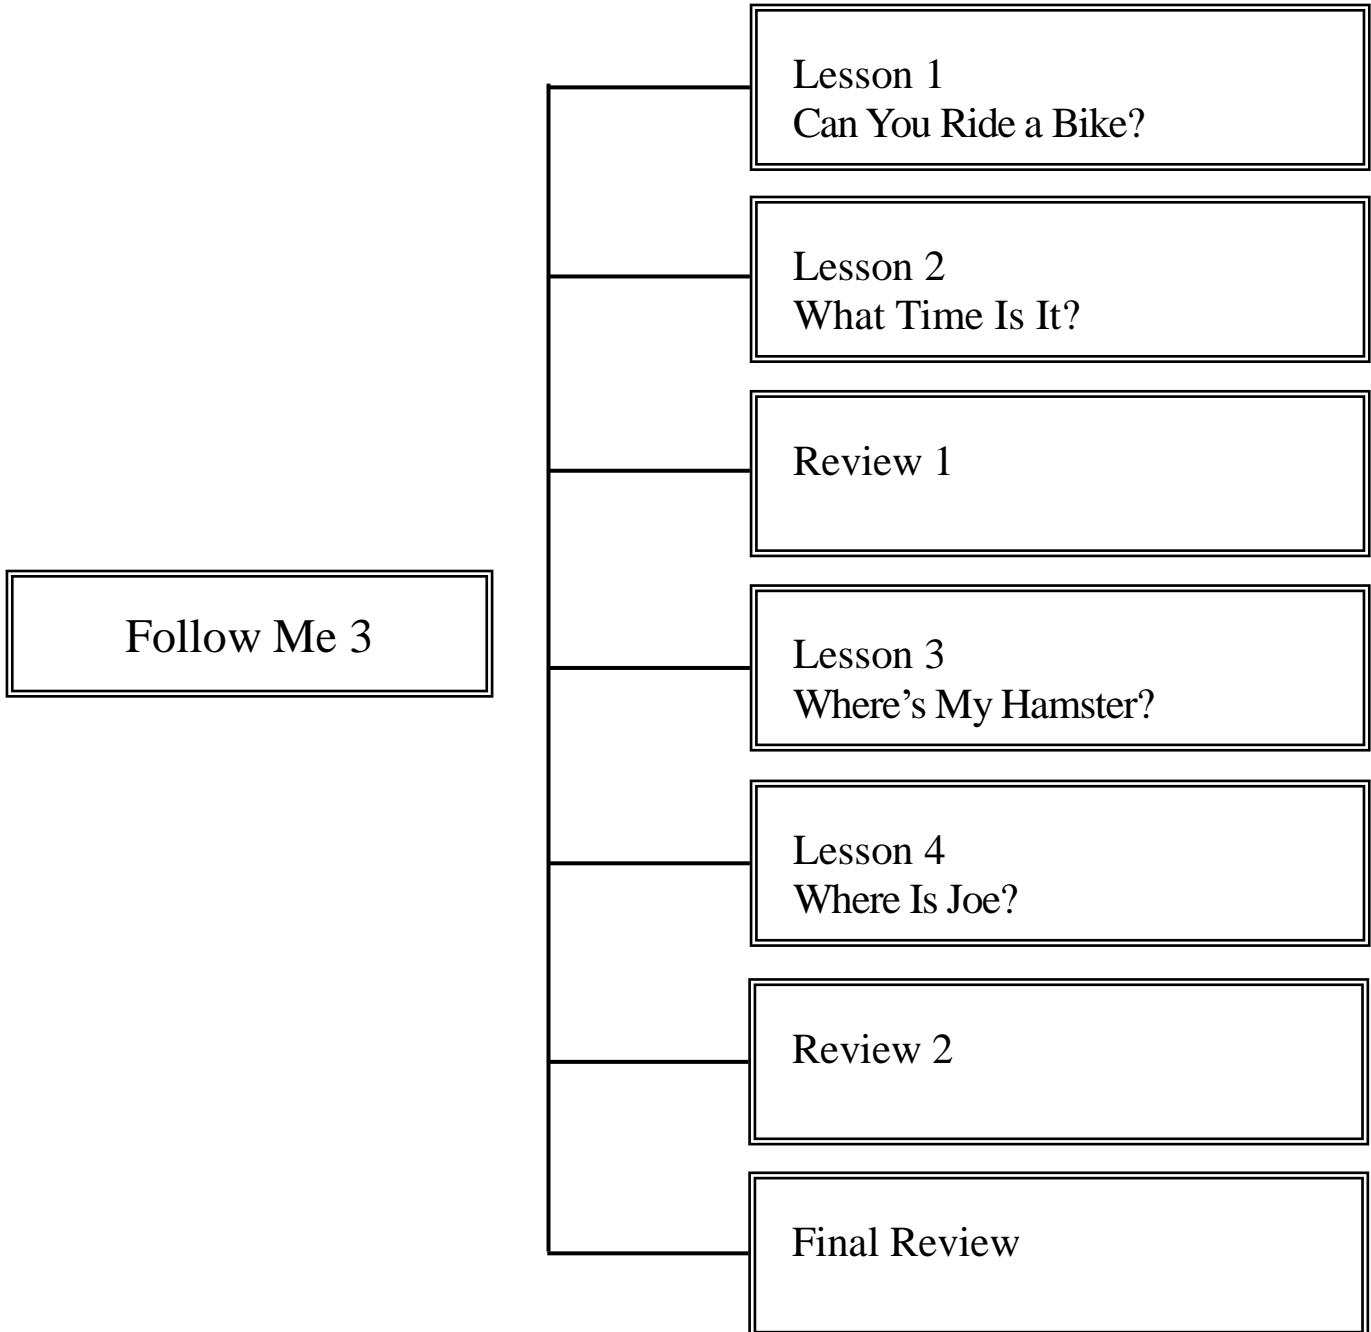 Follow Me 3
Lesson 1
Can You Ride a Bike?
Lesson 2
What Time Is It?
Review 1
Lesson 3
Where’s My Hamster?
Lesson 4
Where Is Joe?
Review 2
Final Review